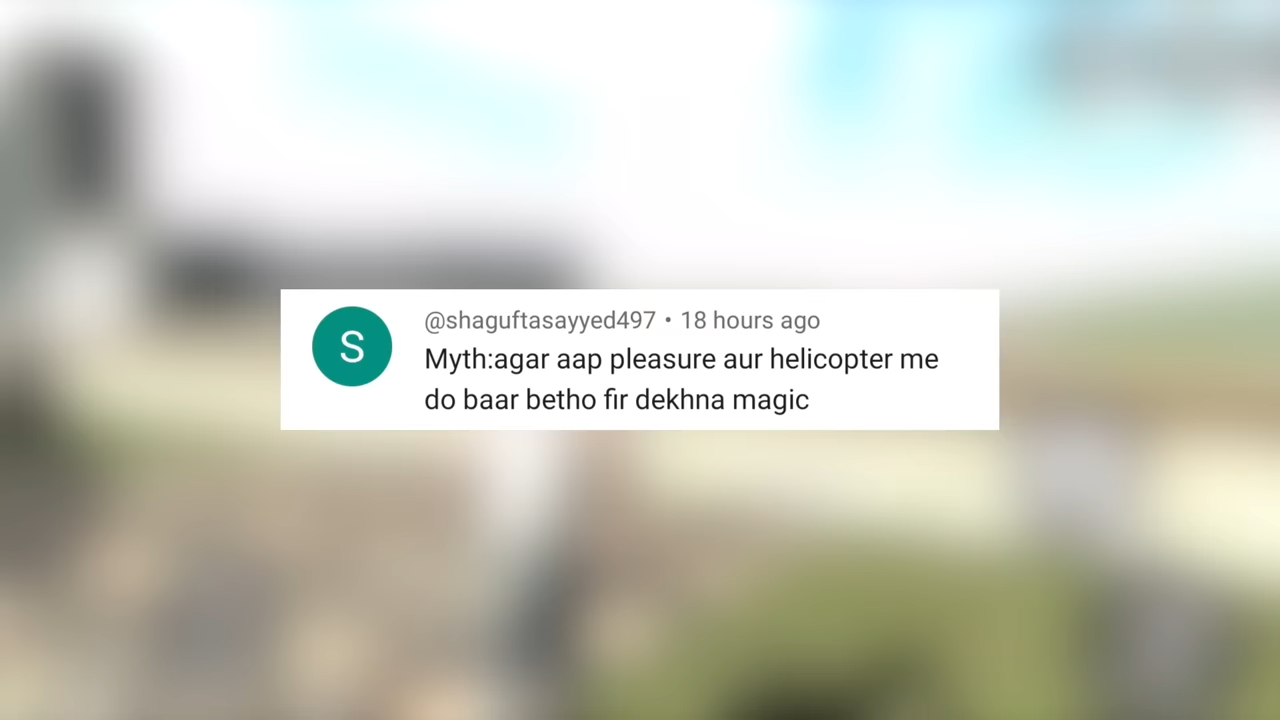 S
@shaguftasayyed497 • 18 hours ago
Myth:agar aap pleasure aur helicopter me
do baar betho fir dekhna magic